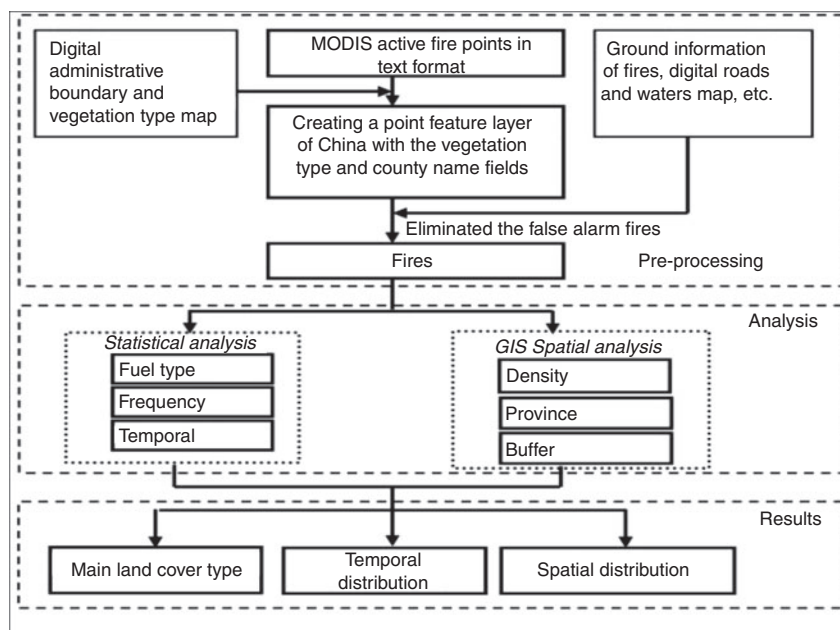 Digital
administrative
boundary and
vegetation type map
MODIS active fire points in
text format
Ground information
of fires, digital roads
and waters map, etc.
Creating a point feature layer
of China with the vegetation
type and county name fields
Eliminated the false alarm fires
Fires
Pre-processing
Analysis
Statistical analysis
Fuel type
Frequency
Temporal
GIS Spatial analysis
Density
Province
Buffer
Results
Main land cover type
Temporal
distribution
Spatial distribution